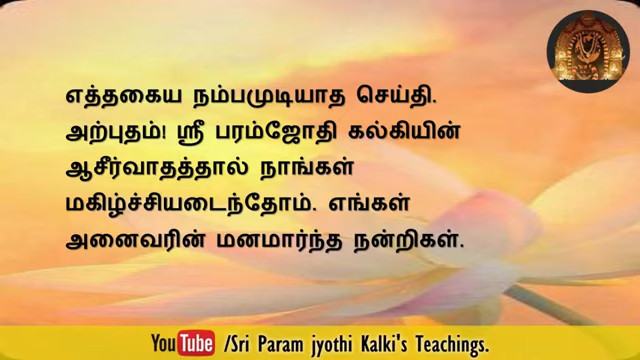 எத்தகைய நம்பமுடியாத செய்தி.
அற்புதம்! ஸ்ரீ பரம்ஜோதி கல்கியின்
ஆசீர்வாதத்தால் நாங்கள்
மகிழ்ச்சியடைந்தோம். எங்கள்
அனைவரின் மனமார்ந்த நன்றிகள்.
YouTube /Sri Param jyothi Kalki's Teachings.